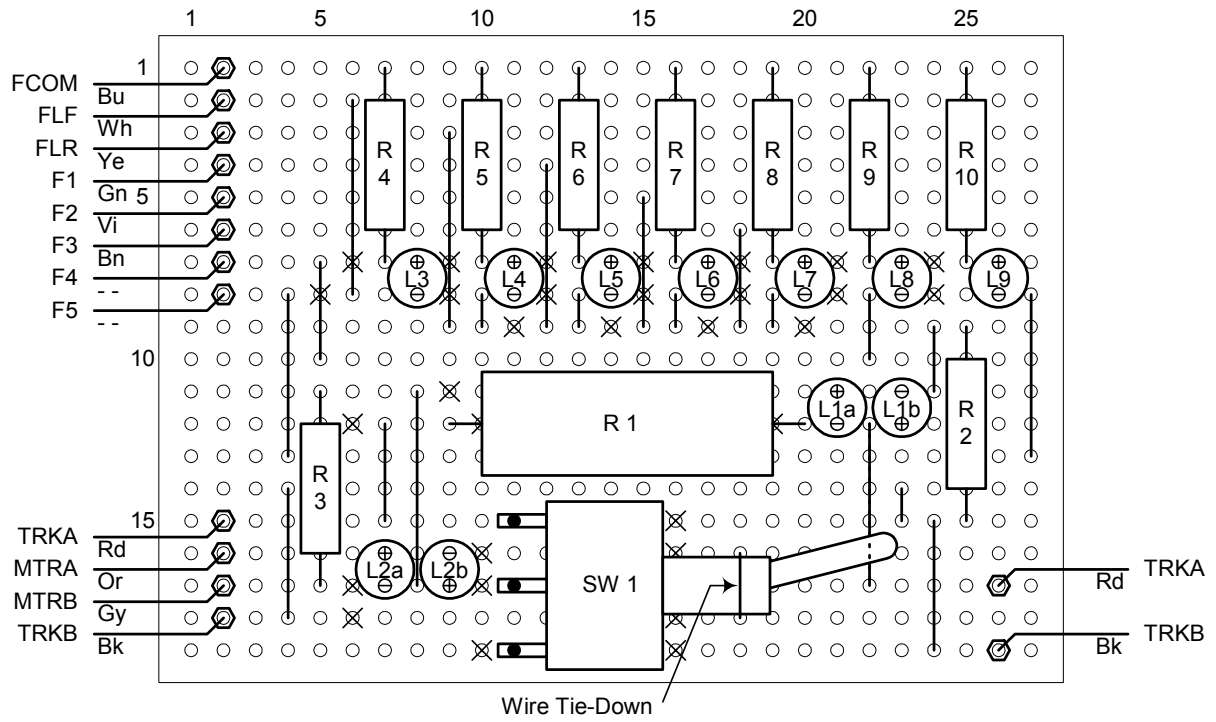 1 5 10 15 20 25
1
FCOM
Bu
FLF
Wh
FLR
Ye
F1
Gn 5
F2
Vi
F3
Bn
F4
- -
F5
- -
R 4
R 5
R 6
R 7
R 8
R 9
R 10
L3 L4 L5 L6 L7 L8 L9
10
R 1
L1a L1b
R 2
R 3
15
TRKA
Rd
MTRA
Or
MTRB
Gy
TRKB
Bk
L2a L2b
SW 1
TRKA
Rd
TRKB
Bk
Wire Tie-Down